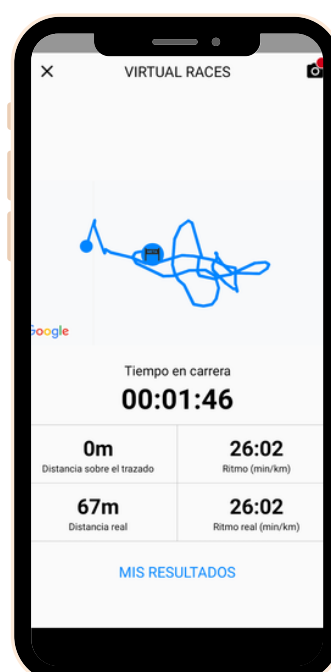 VIRTUAL RACES
Google
Tiempo en carrera
00:01:46
0m
Distancia sobre el trazado
26:02
Ritmo (min/km)
67m
Distancia real
26:02
Ritmo real (min/km)
MIS RESULTADOS